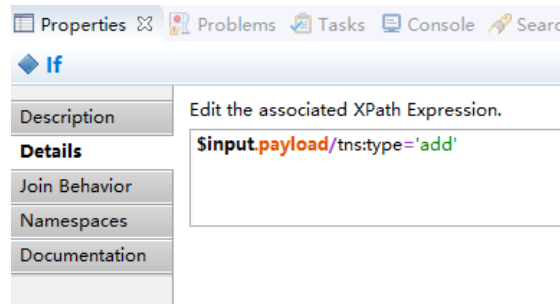 Properties Problems Tasks Console Searc
If
Description
Details
Join Behavior
Namespaces
Documentation
Edit the associated XPath Expression.
$input.payload/tns:type='add'